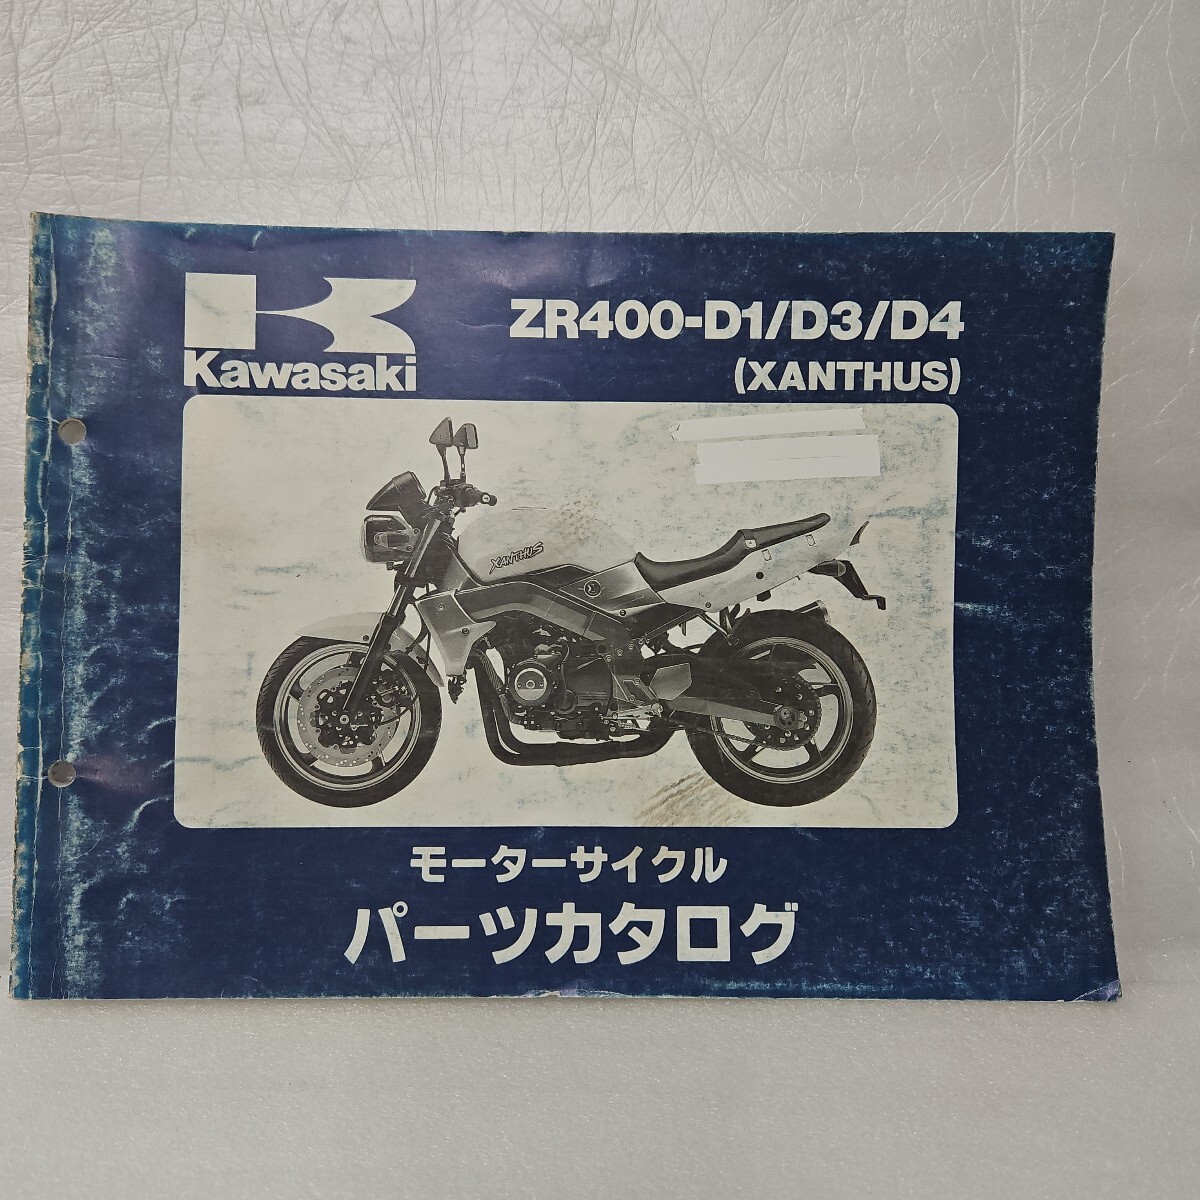 Kawasaki
ZR400-D1/D3/D4
(XANTHUS)
XANTHUS
モーターサイクル
パーツカタログ